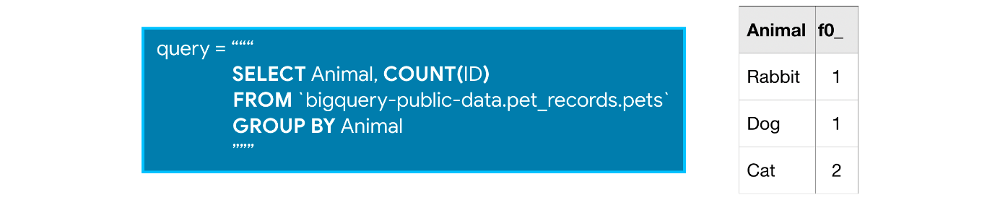 query = “““
SELECT Animal, COUNT(ID)
FROM `bigquery-public-data.pet_records.pets`
GROUP BY Animal
”””
Animal f0_
Rabbit 1
Dog 1
Cat 2